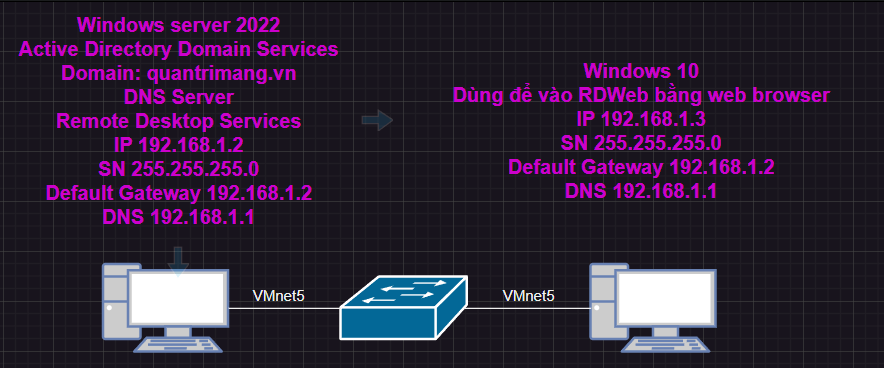 Windows server 2022
Active Directory Domain Services
Domain: quantrimang.vn
DNS Server
Remote Desktop Services
IP 192.168.1.2
SN 255.255.255.0
Default Gateway 192.168.1.2
DNS 192.168.1.1
Windows 10
Dùng để vào RDWeb bằng web browser
IP 192.168.1.3
SN 255.255.255.0
Default Gateway 192.168.1.2
DNS 192.168.1.1
VMnet5
VMnet5